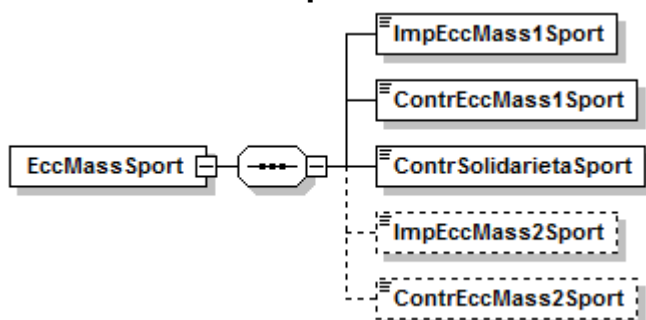 ImpEccMass1Sport
ContrEccMass1Sport
EccMassSport
ContrSolidarietaSport
ImpEccMass2Sport
ContrEccMass2Sport